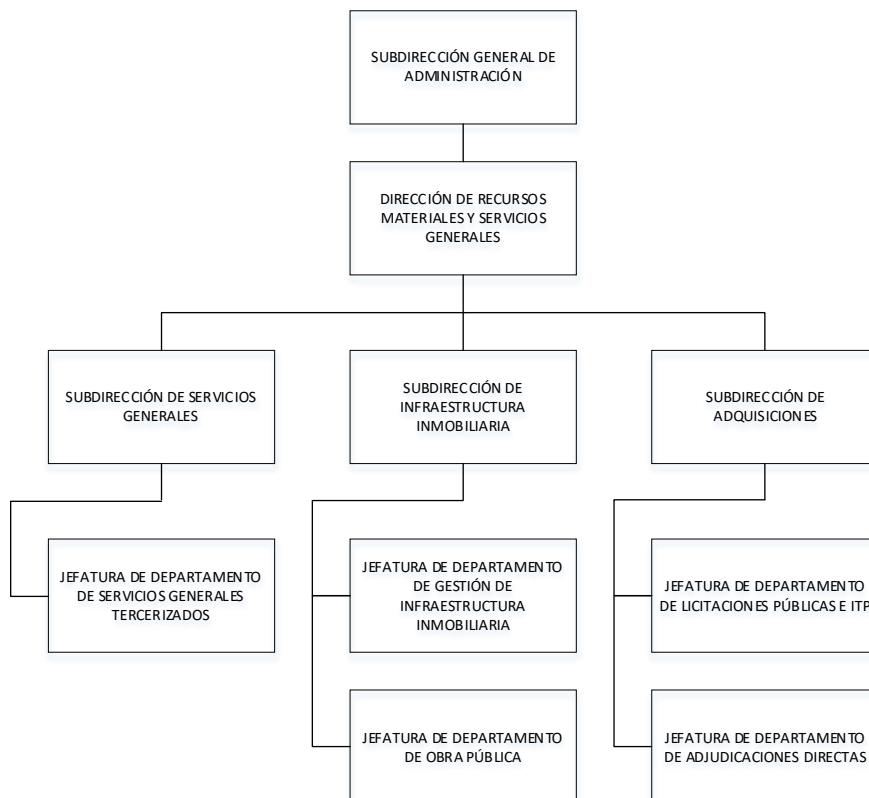 SUBDIRECCIÓN GENERAL DE
ADMINISTRACIÓN
DIRECCIÓN DE RECURSOS
MATERIALES Y SERVICIOS
GENERALES
SUBDIRECCIÓN DE SERVICIOS
GENERALES
SUBDIRECCIÓN DE
INFRAESTRUCTURA
INMOBILIARIA
SUBDIRECCIÓN DE
ADQUISICIONES
JEFATURA DE DEPARTAMENTO
DE SERVICIOS GENERALES
TERCERIZADOS
JEFATURA DE DEPARTAMENTO
DE GESTIÓN DE
INFRAESTRUCTURA
INMOBILIARIA
JEFATURA DE DEPARTAMENTO
DE LICITACIONES PÚBLICAS E ITP
JEFATURA DE DEPARTAMENTO
DE OBRA PÚBLICA
JEFATURA DE DEPARTAMENTO
DE ADJUDICACIONES DIRECTAS